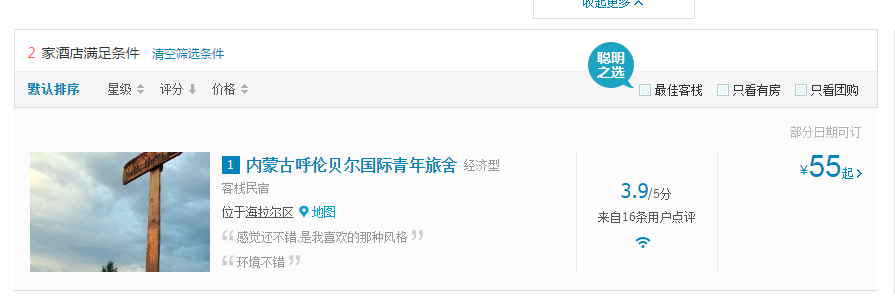 收起更多
2 家酒店满足条件 清空筛选条件
聪明
之选
默认排序 星级 评分 价格 最佳客栈 只看有房 只看团购
部分日期可订
1 内蒙古呼伦贝尔国际青年旅舍 经济型
¥55起
客栈民宿
3.9/5分
位于海拉尔区 地图
来自16条用户点评
“感觉还不错,是我喜欢的那种风格”
“环境不错”